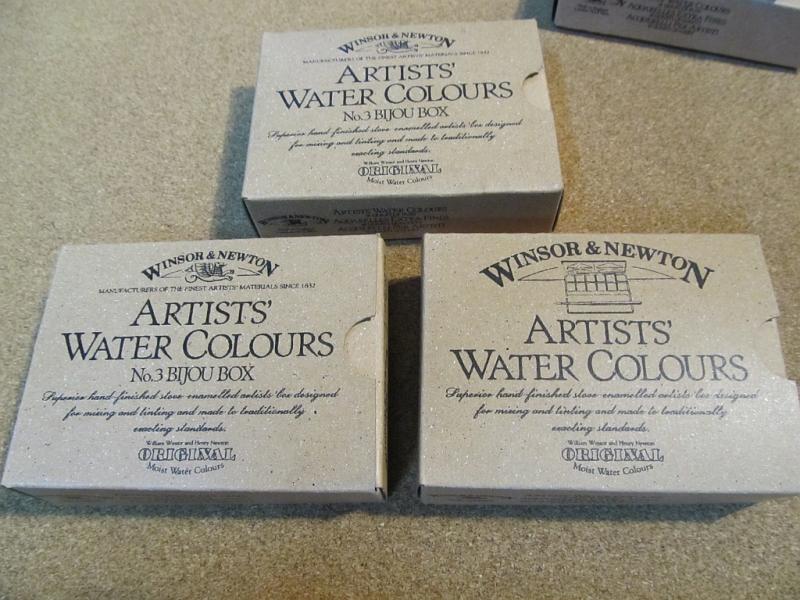 WINSOR & NEWTON
MANUFACTURERS OF THE FINEST ARTISTS' MATERIALS SINCE 1832
ARTISTS'
WATER COLOURS
No.3 BIJOU BOX
Superior hand-finished stove enamelled artists' box designed
for mixing and tinting and made to traditionally
exacting standards.
William Winsor and Henry Newton
ORIGINAL
Moist Water Colours
WINSOR & NEWTON
ARTISTS' WATER COLOURS
AQUARELLES EXTRA FINES
WINSOR & NEWTON
MANUFACTURERS OF THE FINEST ARTISTS' MATERIALS SINCE 1832
ARTISTS'
WATER COLOURS
No.3 BIJOU BOX
Superior hand-finished stove enamelled artists' box designed
for mixing and tinting and made to traditionally
exacting standards.
William Winsor and Henry Newton
ORIGINAL
Moist Water Colours
WINSOR & NEWTON
ARTISTS'
WATER COLOURS
Superior hand-finished stove enamelled artists' box designed
for mixing and tinting and made to traditionally
exacting standards.
William Winsor and Henry Newton
ORIGINAL
Moist Water Colours